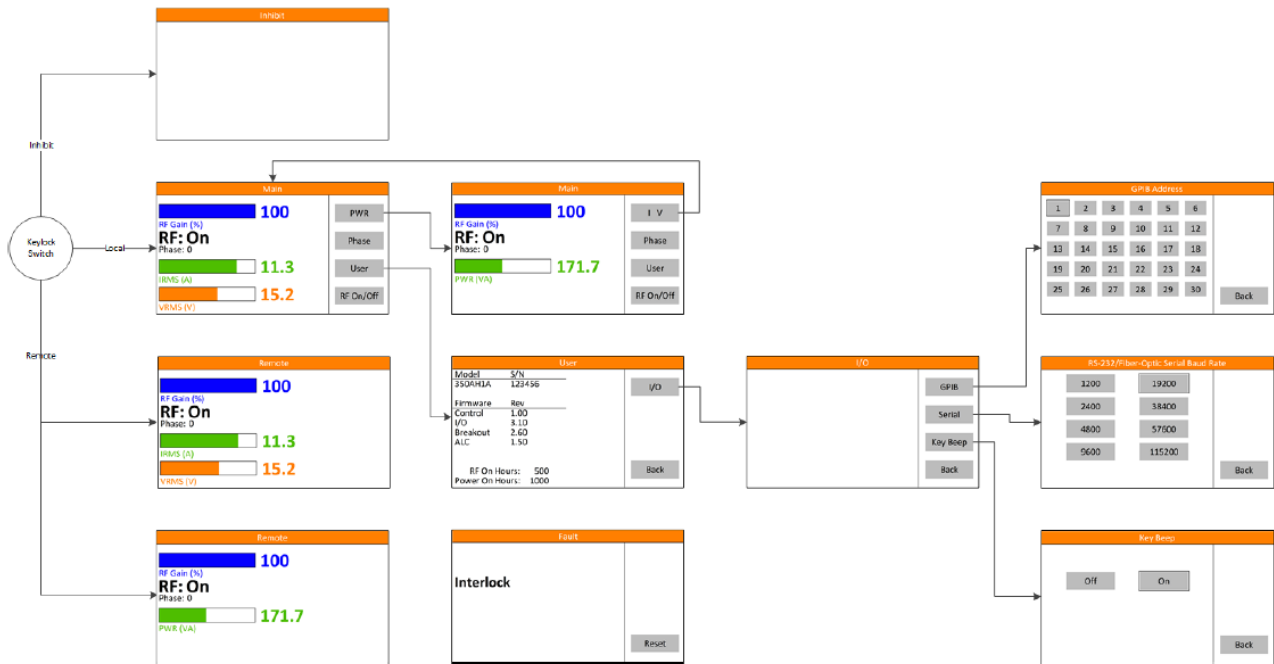 Inhibit
Inhibit
Keylock
Switch
Local
Remote
Main
100
RF Gain (%)
RF: On
Phase: 0
11.3
IRMS (A)
15.2
VRMS (V)
PWR
Phase
User
RF On/Off
Main
100
RF Gain (%)
RF: On
Phase: 0
171.7
PWR (VA)
I V
Phase
User
RF On/Off
GPIB Address
1 2 3 4 5 6
7 8 9 10 11 12
13 14 15 16 17 18
19 20 21 22 23 24
25 26 27 28 29 30
Back
Remote
100
RF Gain (%)
RF: On
Phase: 0
11.3
IRMS (A)
15.2
VRMS (V)
User
Model S/N
350AH1A 123456
Firmware Rev
Control 1.00
I/O 3.10
Breakout 2.60
ALC 1.50
RF On Hours: 500
Power On Hours: 1000
I/O
Back
I/O
GPIB
Serial
Key Beep
Back
RS-232/Fiber-Optic Serial Baud Rate
1200 19200
2400 38400
4800 57600
9600 115200
Back
Remote
100
RF Gain (%)
RF: On
Phase: 0
171.7
PWR (VA)
Fault
Interlock
Reset
Key Beep
Off On
Back